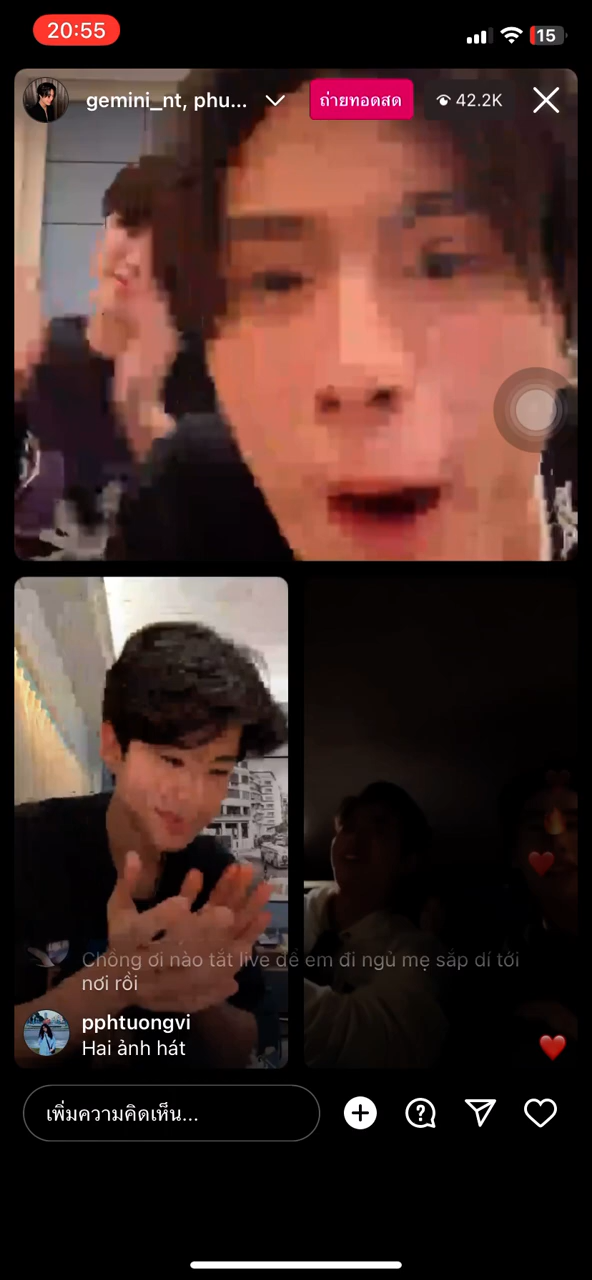 20:55
15
gemini_nt, phu...
ถ่ายทอดสด
42.2K
Chồng ơi nào tắt live để em đi ngủ mẹ sắp dí tới
nơi rồi
pphtuongvi
Hai ảnh hát
เพิ่มความคิดเห็น...